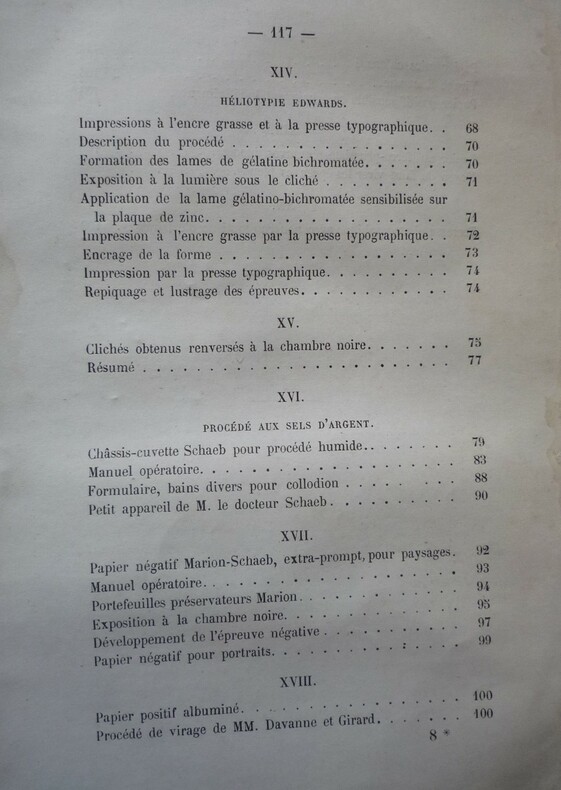 — 117 —
XIV.
HÉLIOTYPIE EDWARDS.
Impressions à l'encre grasse et à la presse typographique. . 68
Description du procédé . . . . . . . . . . . . . . . . . 70
Formation des lames de gélatine bichromatée. . . . . . . 70
Exposition à la lumière sous le cliché . . . . . . . . . . 71
Application de la lame gélatino-bichromatée sensibilisée sur
la plaque de zinc. . . . . . . . . . . . . . . . . . . 71
Impression à l'encre grasse par la presse typographique. . 72
Encrage de la forme . . . . . . . . . . . . . . . . . . 73
Impression par la presse typographique. . . . . . . . . . 74
Repiquage et lustrage des épreuves. . . . . . . . . . . . 74
XV.
Clichés obtenus renversés à la chambre noire. . . . . . . 75
Résumé . . . . . . . . . . . . . . . . . . . . . . . . 77
XVI.
PROCÉDÉ AUX SELS D'ARGENT.
Châssis-cuvette Schaeb pour procédé humide. . . . . . . . 79
Manuel opératoire. . . . . . . . . . . . . . . . . . . . 83
Formulaire, bains divers pour collodion . . . . . . . . . 88
Petit appareil de M. le docteur Schaeb. . . . . . . . . . 90
XVII.
Papier négatif Marion-Schaeb, extra-prompt, pour paysages. 92
Manuel opératoire. . . . . . . . . . . . . . . . . . . . 93
Portefeuilles préservateurs Marion . . . . . . . . . . . . 94
Exposition à la chambre noire. . . . . . . . . . . . . . 95
Développement de l'épreuve négative . . . . . . . . . . . 97
Papier négatif pour portraits. . . . . . . . . . . . . . . 99
XVIII.
Papier positif albuminé. . . . . . . . . . . . . . . . . 100
Procédé de virage de MM. Davanne et Girard. . . . . . . 100
8 *